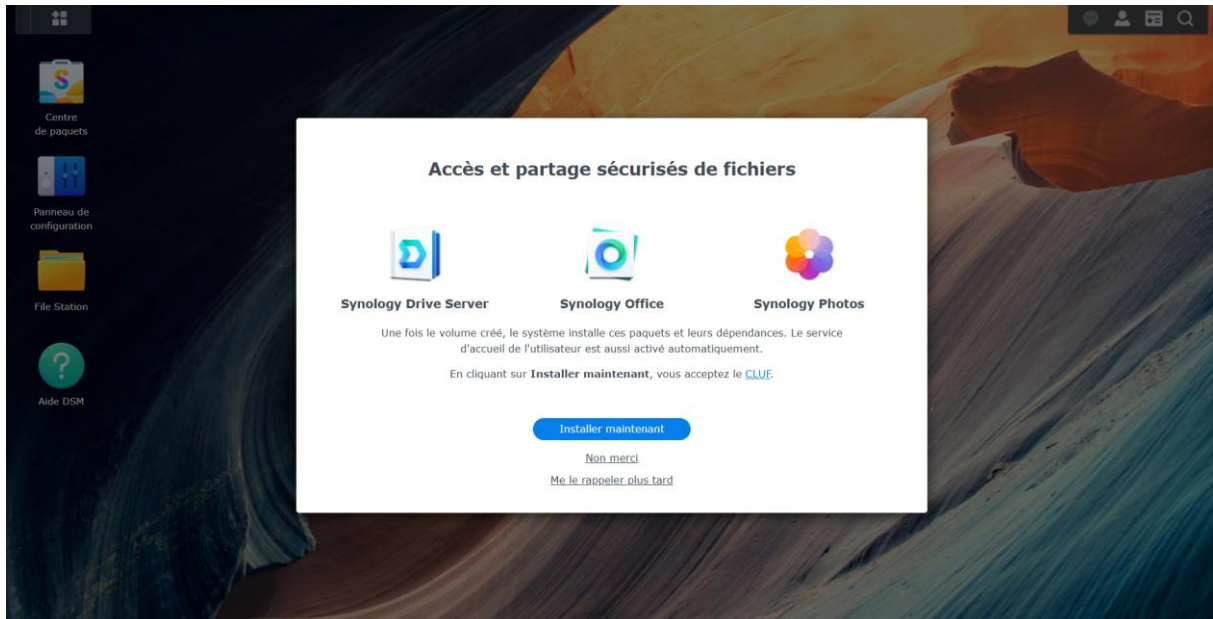 Centre
de paquets
Panneau de
configuration
File Station
Aide DSM
Accès et partage sécurisés de fichiers
Synology Drive Server
Synology Office
Synology Photos
Une fois le volume créé, le système installe ces paquets et leurs dépendances. Le service
d'accueil de l'utilisateur est aussi activé automatiquement.
En cliquant sur Installer maintenant, vous acceptez le CLUF.
Installer maintenant
Non merci
Me le rappeler plus tard